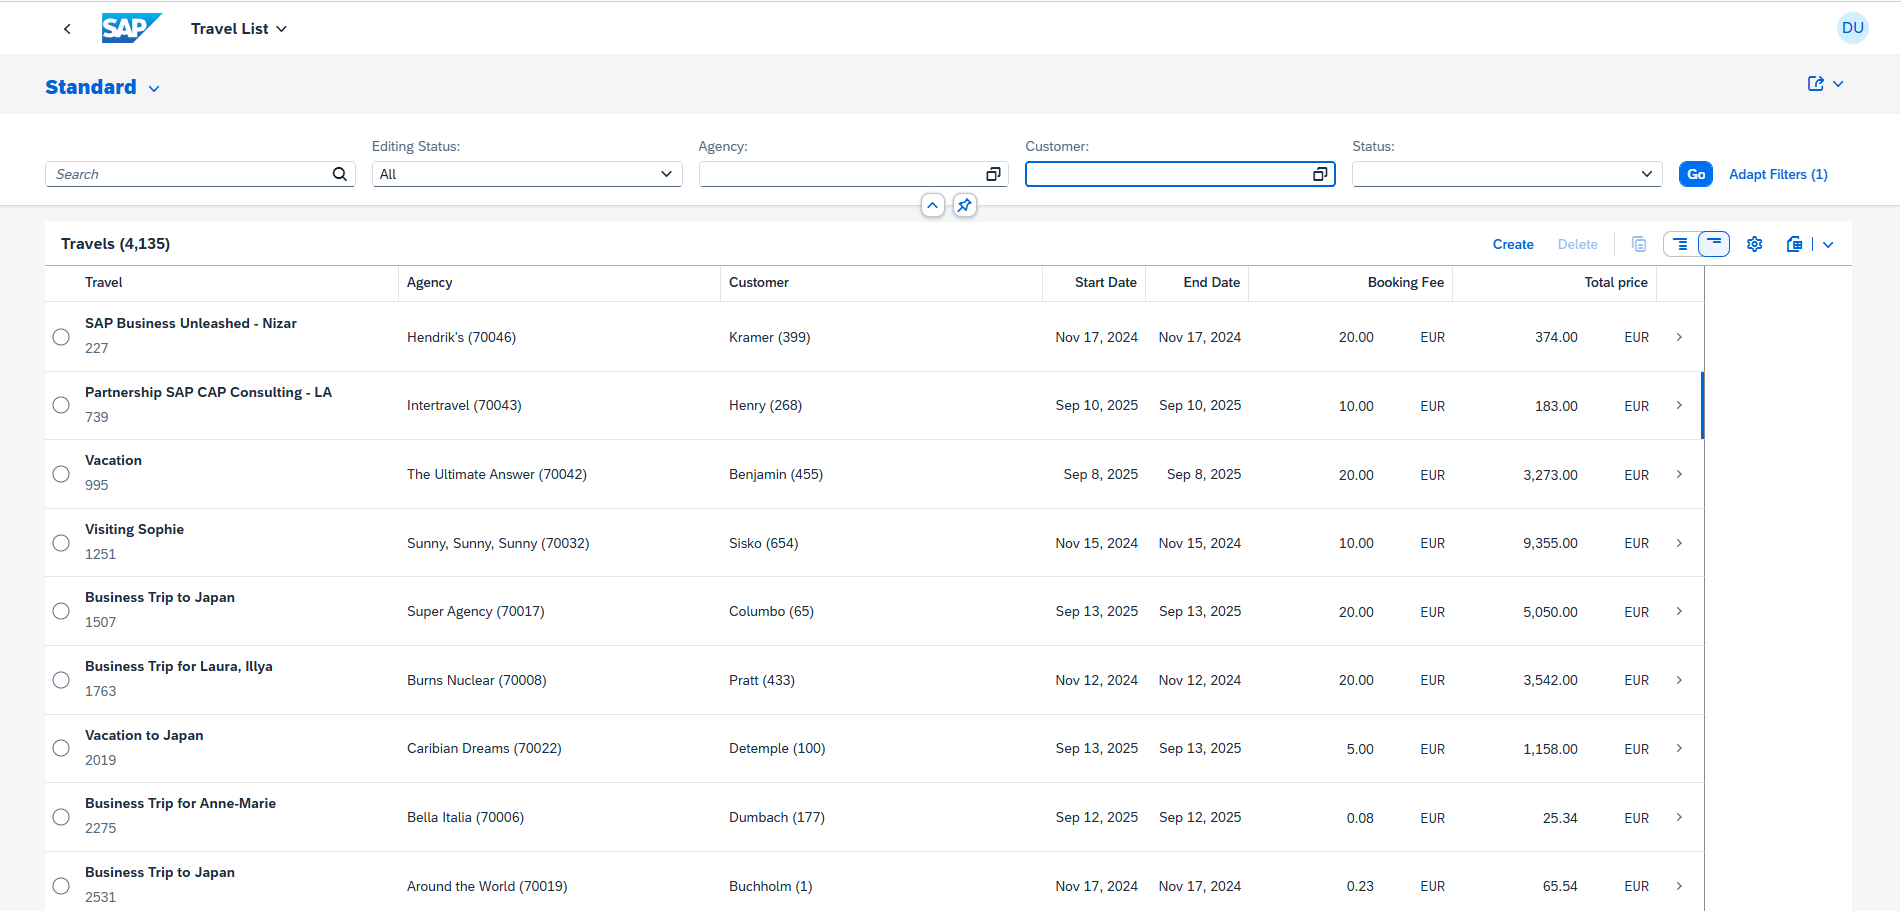 SAP Travel List DU
Standard
Editing Status: Agency: Customer: Status:
Search All Go Adapt Filters (1)
Travels (4,135) Create Delete
Travel Agency Customer Start Date End Date Booking Fee Total price
SAP Business Unleashed - Nizar
227 Hendrik's (70046) Kramer (399) Nov 17, 2024 Nov 17, 2024 20.00 EUR 374.00 EUR
Partnership SAP CAP Consulting - LA
739 Intertravel (70043) Henry (268) Sep 10, 2025 Sep 10, 2025 10.00 EUR 183.00 EUR
Vacation
995 The Ultimate Answer (70042) Benjamin (455) Sep 8, 2025 Sep 8, 2025 20.00 EUR 3,273.00 EUR
Visiting Sophie
1251 Sunny, Sunny, Sunny (70032) Sisko (654) Nov 15, 2024 Nov 15, 2024 10.00 EUR 9,355.00 EUR
Business Trip to Japan
1507 Super Agency (70017) Columbo (65) Sep 13, 2025 Sep 13, 2025 20.00 EUR 5,050.00 EUR
Business Trip for Laura, Illya
1763 Burns Nuclear (70008) Pratt (433) Nov 12, 2024 Nov 12, 2024 20.00 EUR 3,542.00 EUR
Vacation to Japan
2019 Caribian Dreams (70022) Detemple (100) Sep 13, 2025 Sep 13, 2025 5.00 EUR 1,158.00 EUR
Business Trip for Anne-Marie
2275 Bella Italia (70006) Dumbach (177) Sep 12, 2025 Sep 12, 2025 0.08 EUR 25.34 EUR
Business Trip to Japan
2531 Around the World (70019) Buchholm (1) Nov 17, 2024 Nov 17, 2024 0.23 EUR 65.54 EUR